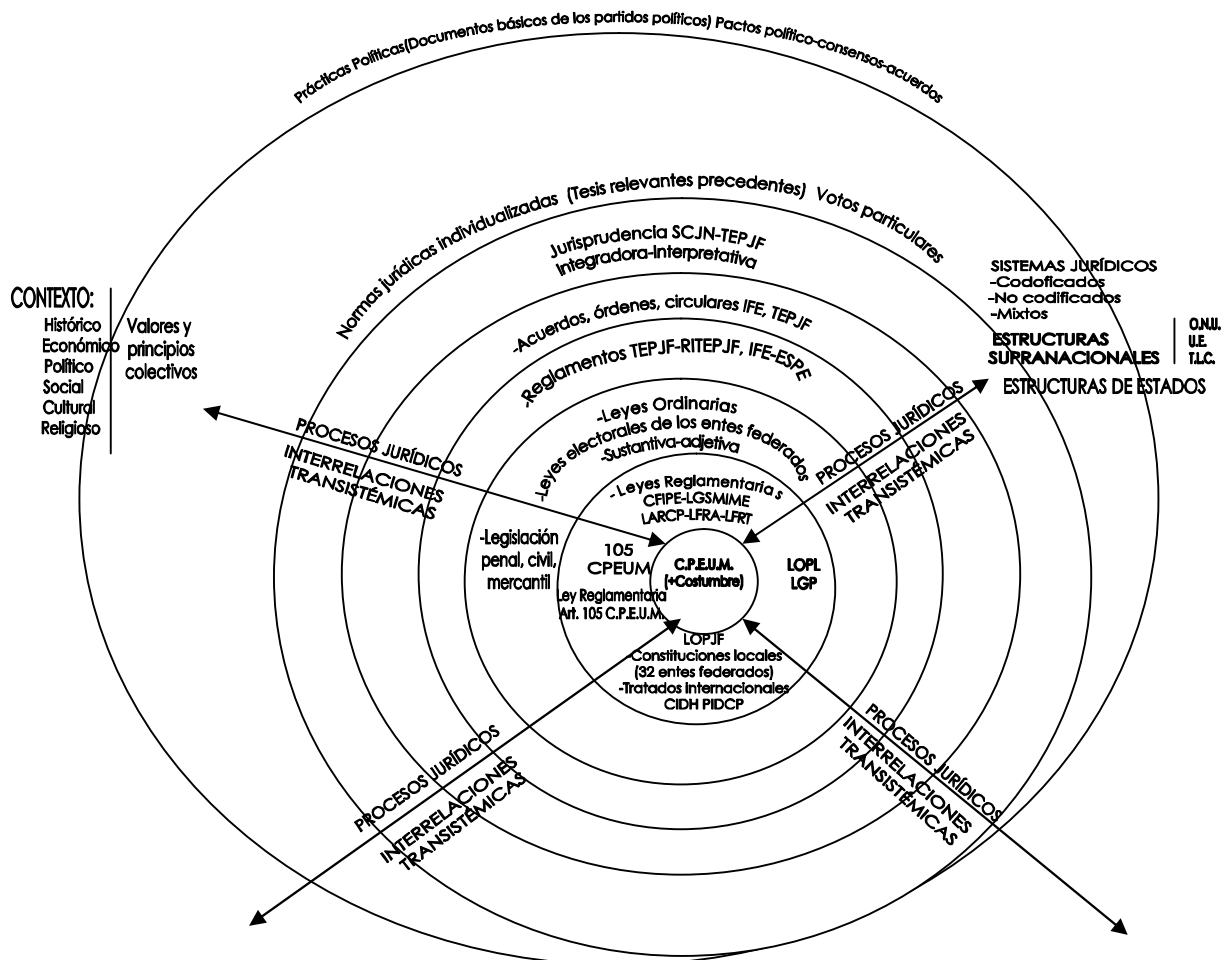 Prácticas Políticas(Documentos básicos de los partidos políticos) Pactos político-consensos-acuerdos
Normas jurídicas individualizadas (Tesis relevantes precedentes) Votos particulares
Jurisprudencia SCJN-TEPJF
Integradora-Interpretativa
-Acuerdos, órdenes, circulares IFE, TEPJF
-Reglamentos TEPJF-RITEPJF, IFE-ESPE
-Leyes Ordinarias
-Leyes electorales de los entes federados
-Sustantiva-adjetiva
- Leyes Reglamentaria s
CFIPE-LGSMIME
LARCP-LFRA-LFRT
C.P.E.U.M.
(+Costumbre)
105
CPEUM
Ley Reglamentaria
Art. 105 C.P.E.U.M.
LOPL
LGP
LOPJF
-Constituciones locales
(32 entes federados)
-Tratados Internacionales
CIDH PIDCP
-Legislación
penal, civil,
mercantil
CONTEXTO:
Histórico
Económico
Político
Social
Cultural
Religioso
Valores y
principios
colectivos
SISTEMAS JURÍDICOS
-Codoficados
-No codificados
-Mixtos
ESTRUCTURAS
SUPRANACIONALES
O.N.U.
U.E.
T.L.C.
ESTRUCTURAS DE ESTADOS
PROCESOS JURÍDICOS
INTERRELACIONES
TRANSISTÉMICAS
PROCESOS JURÍDICOS
INTERRELACIONES
TRANSISTÉMICAS
PROCESOS JURÍDICOS
INTERRELACIONES
TRANSISTÉMICAS
PROCESOS JURÍDICOS
INTERRELACIONES
TRANSISTÉMICAS